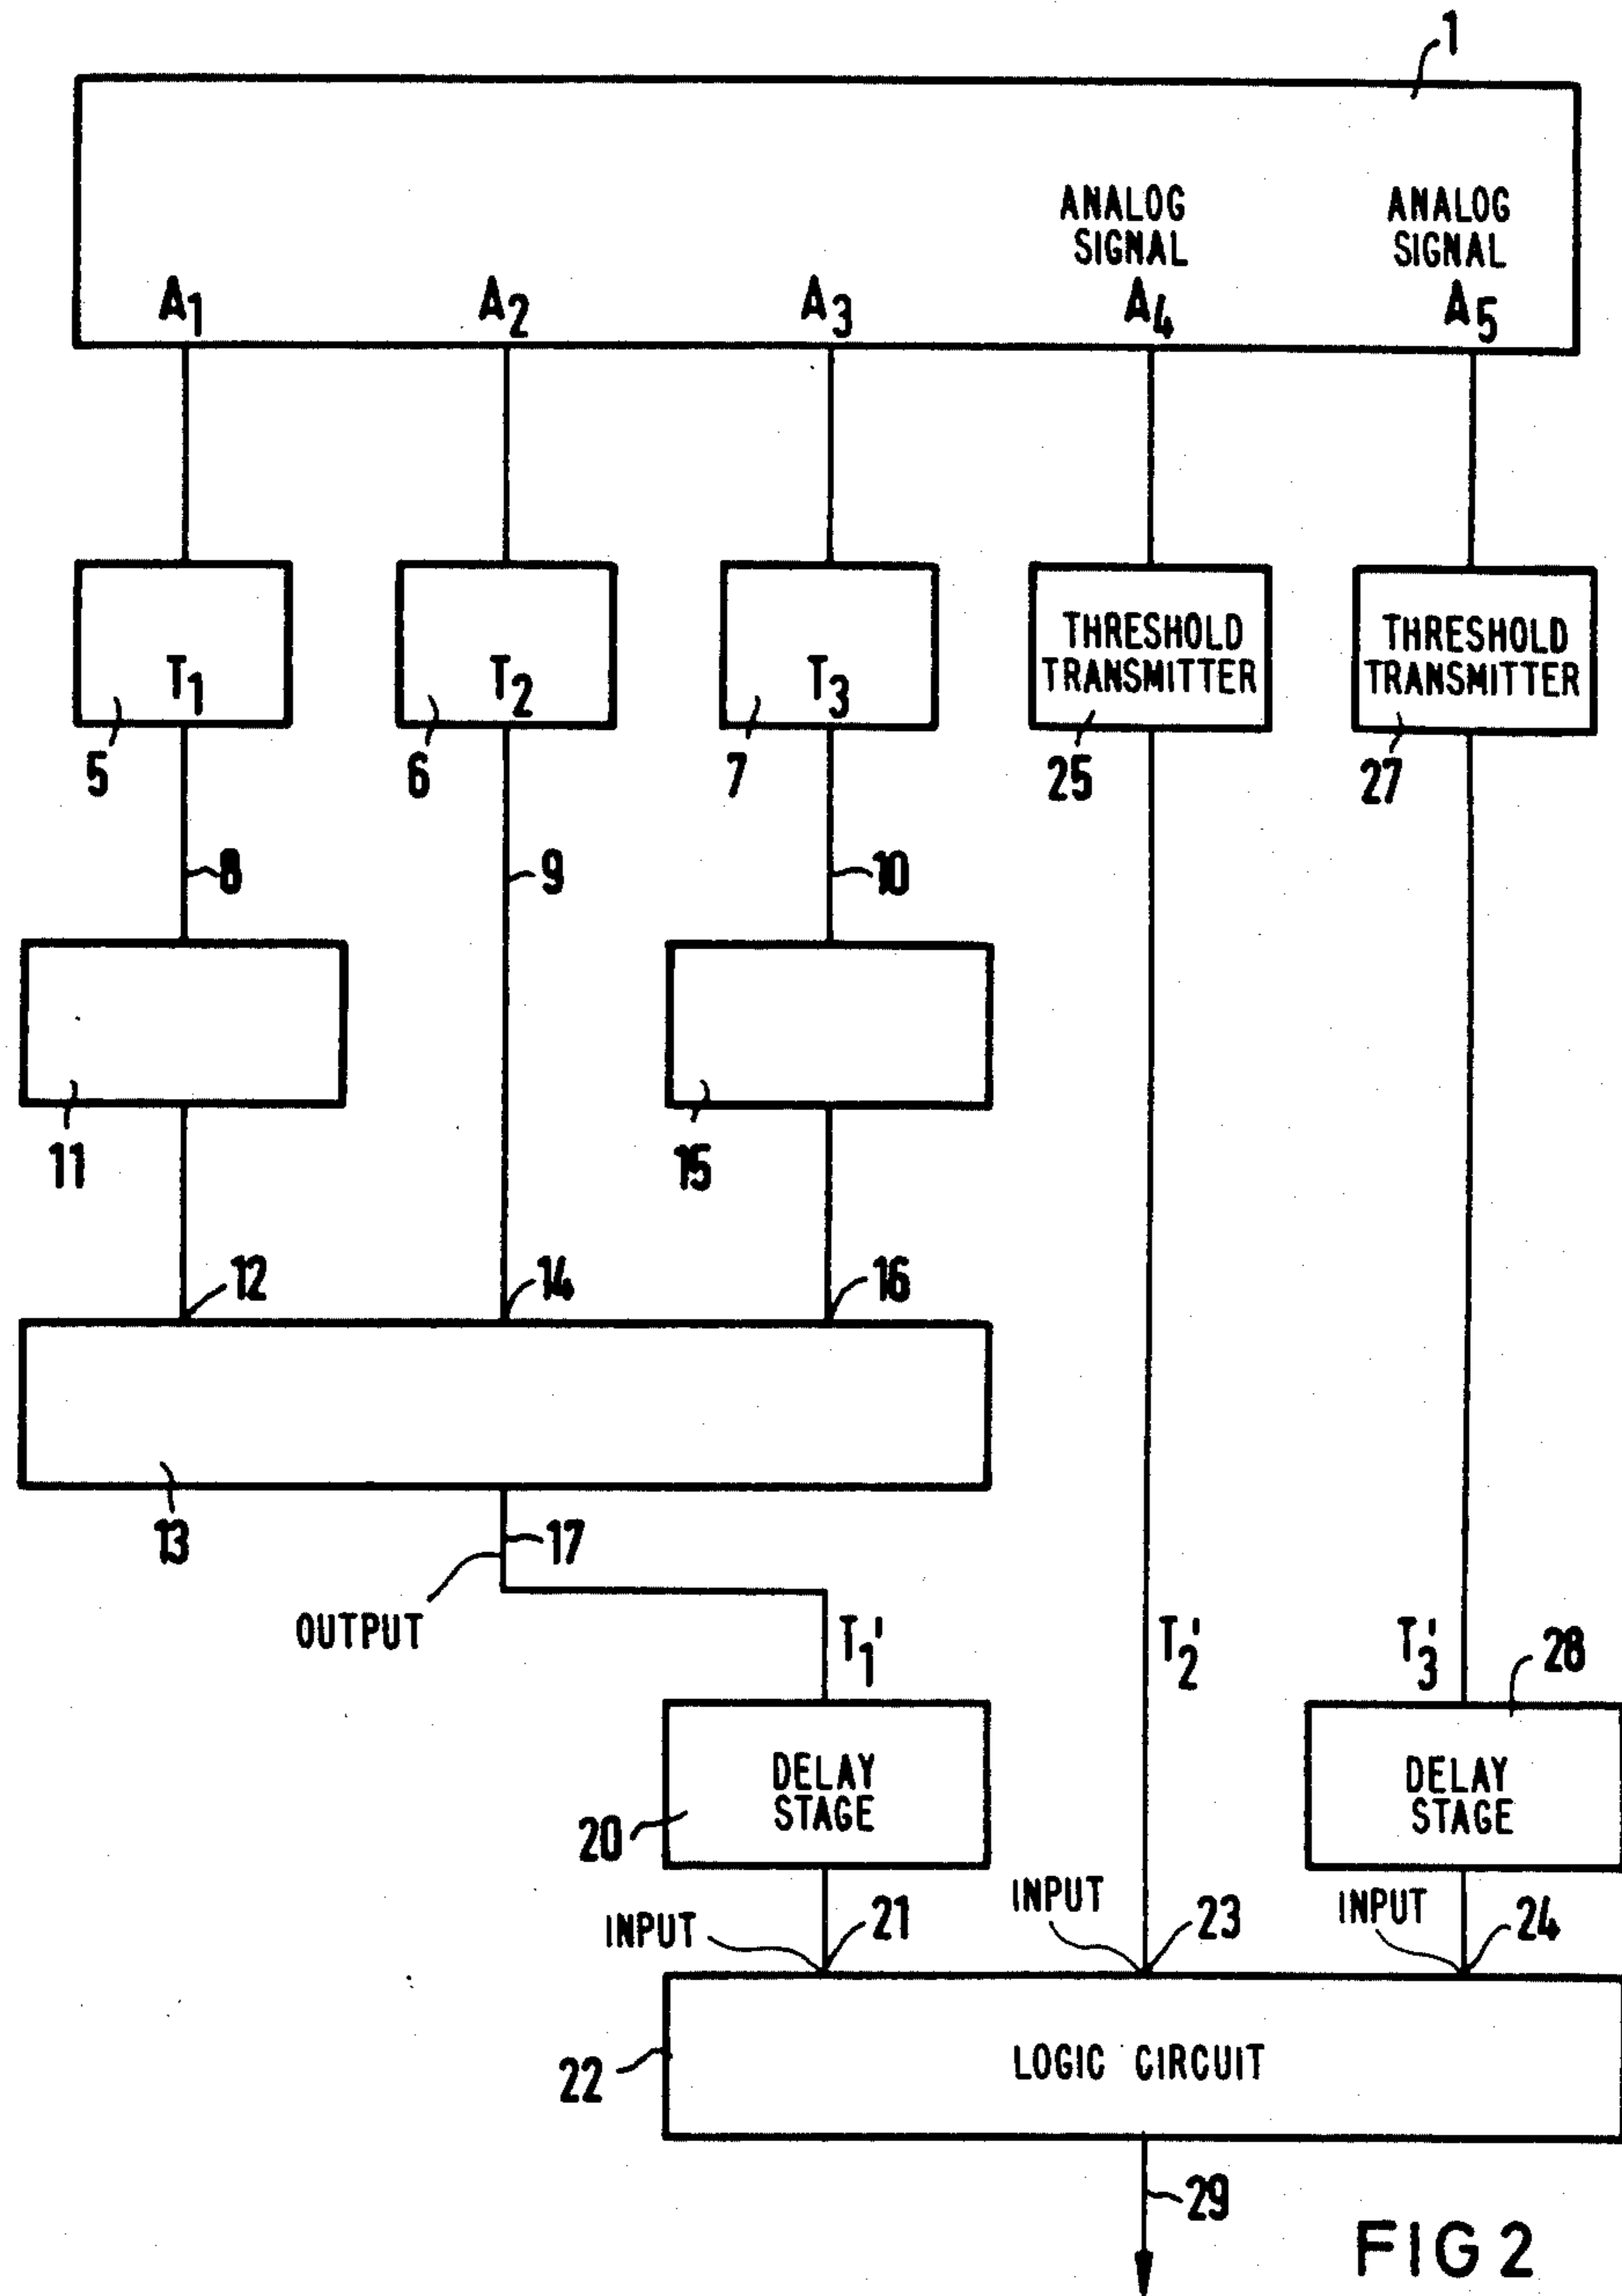 1
ANALOG
SIGNAL
ANALOG
SIGNAL
A1 A2 A3 A4 A5
T1 T2 T3
THRESHOLD
TRANSMITTER
THRESHOLD
TRANSMITTER
5 6 7 25 27
8 9 10
11 15
12 14 16
13
17
OUTPUT
T1' T2' T3' 28
DELAY
STAGE
DELAY
STAGE
20
INPUT 21 INPUT 23 INPUT 24
LOGIC CIRCUIT
22
29
FIG 2